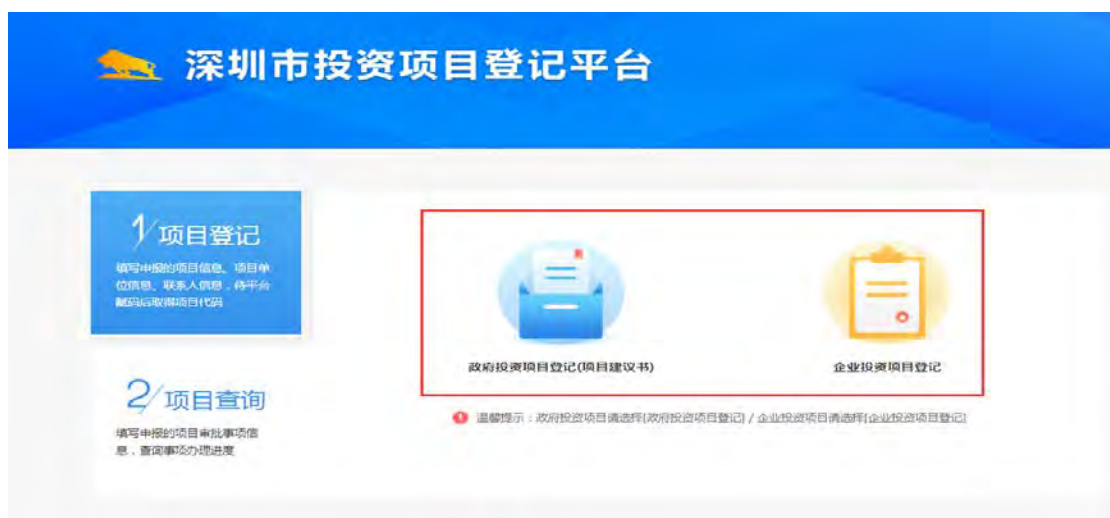 深圳市投资项目登记平台
1/项目登记
填写申报的项目信息、项目单
位信息、联系人信息，待平台
赋码后取得项目代码
政府投资项目登记(项目建议书)
企业投资项目登记
温馨提示：政府投资项目请选择[政府投资项目登记] / 企业投资项目请选择[企业投资项目登记]
2/项目查询
填写申报的项目审批事项信
息，查询事项办理进度